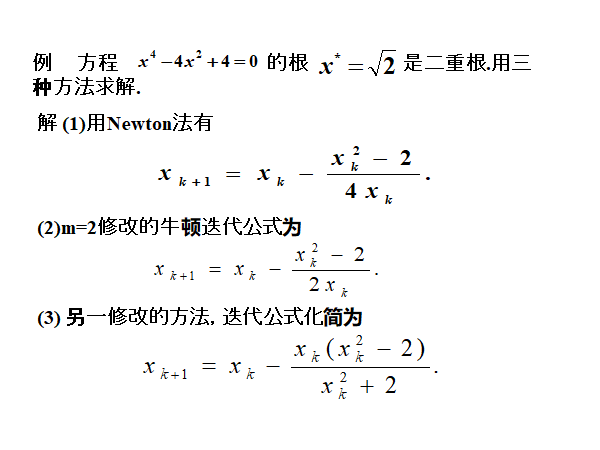 例 方程 x⁴-4x²+4=0 的根 x* = √2 是二重根.用三
种方法求解.
解 (1)用Newton法有
x_{k+1} = x_k - \frac{x_k^2 - 2}{4x_k}.
(2)m=2修改的牛顿迭代公式为
x_{k+1} = x_k - \frac{x_k^2 - 2}{2x_k}.
(3) 另一修改的方法, 迭代公式化简为
x_{k+1} = x_k - \frac{x_k(x_k^2 - 2)}{x_k^2 + 2}.